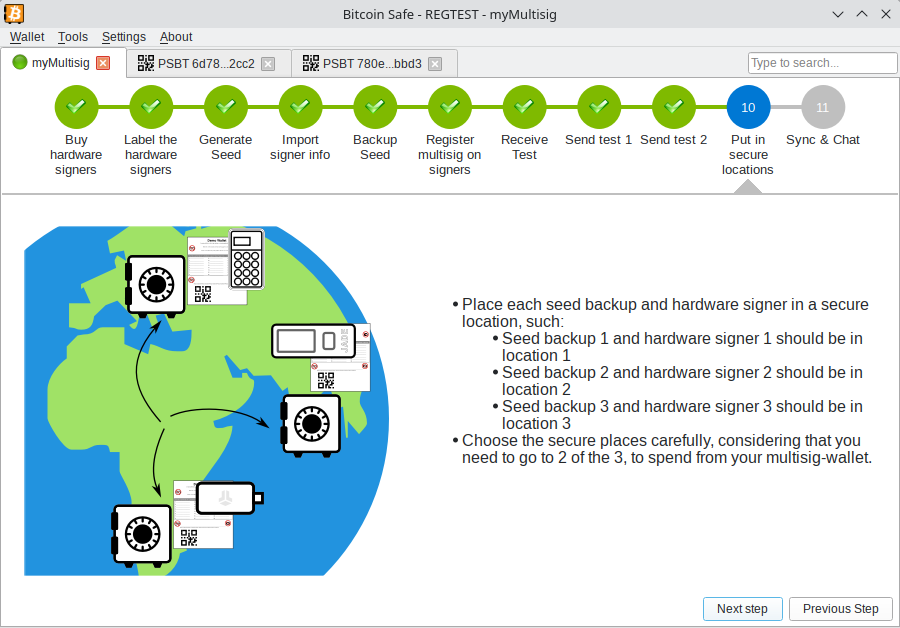 Bitcoin Safe - REGTEST - myMultisig
Wallet Tools Settings About
myMultisig PSBT 6d78...2cc2 PSBT 780e...bbd3 Type to search...
10 11
Buy hardware signers
Label the hardware signers
Generate Seed
Import signer info
Backup Seed
Register multisig on signers
Receive Test
Send test 1
Send test 2
Put in secure locations
Sync & Chat
Demo Wallet
JADE
• Place each seed backup and hardware signer in a secure
location, such:
• Seed backup 1 and hardware signer 1 should be in
location 1
• Seed backup 2 and hardware signer 2 should be in
location 2
• Seed backup 3 and hardware signer 3 should be in
location 3
• Choose the secure places carefully, considering that you
need to go to 2 of the 3, to spend from your multisig-wallet.
Next step Previous Step